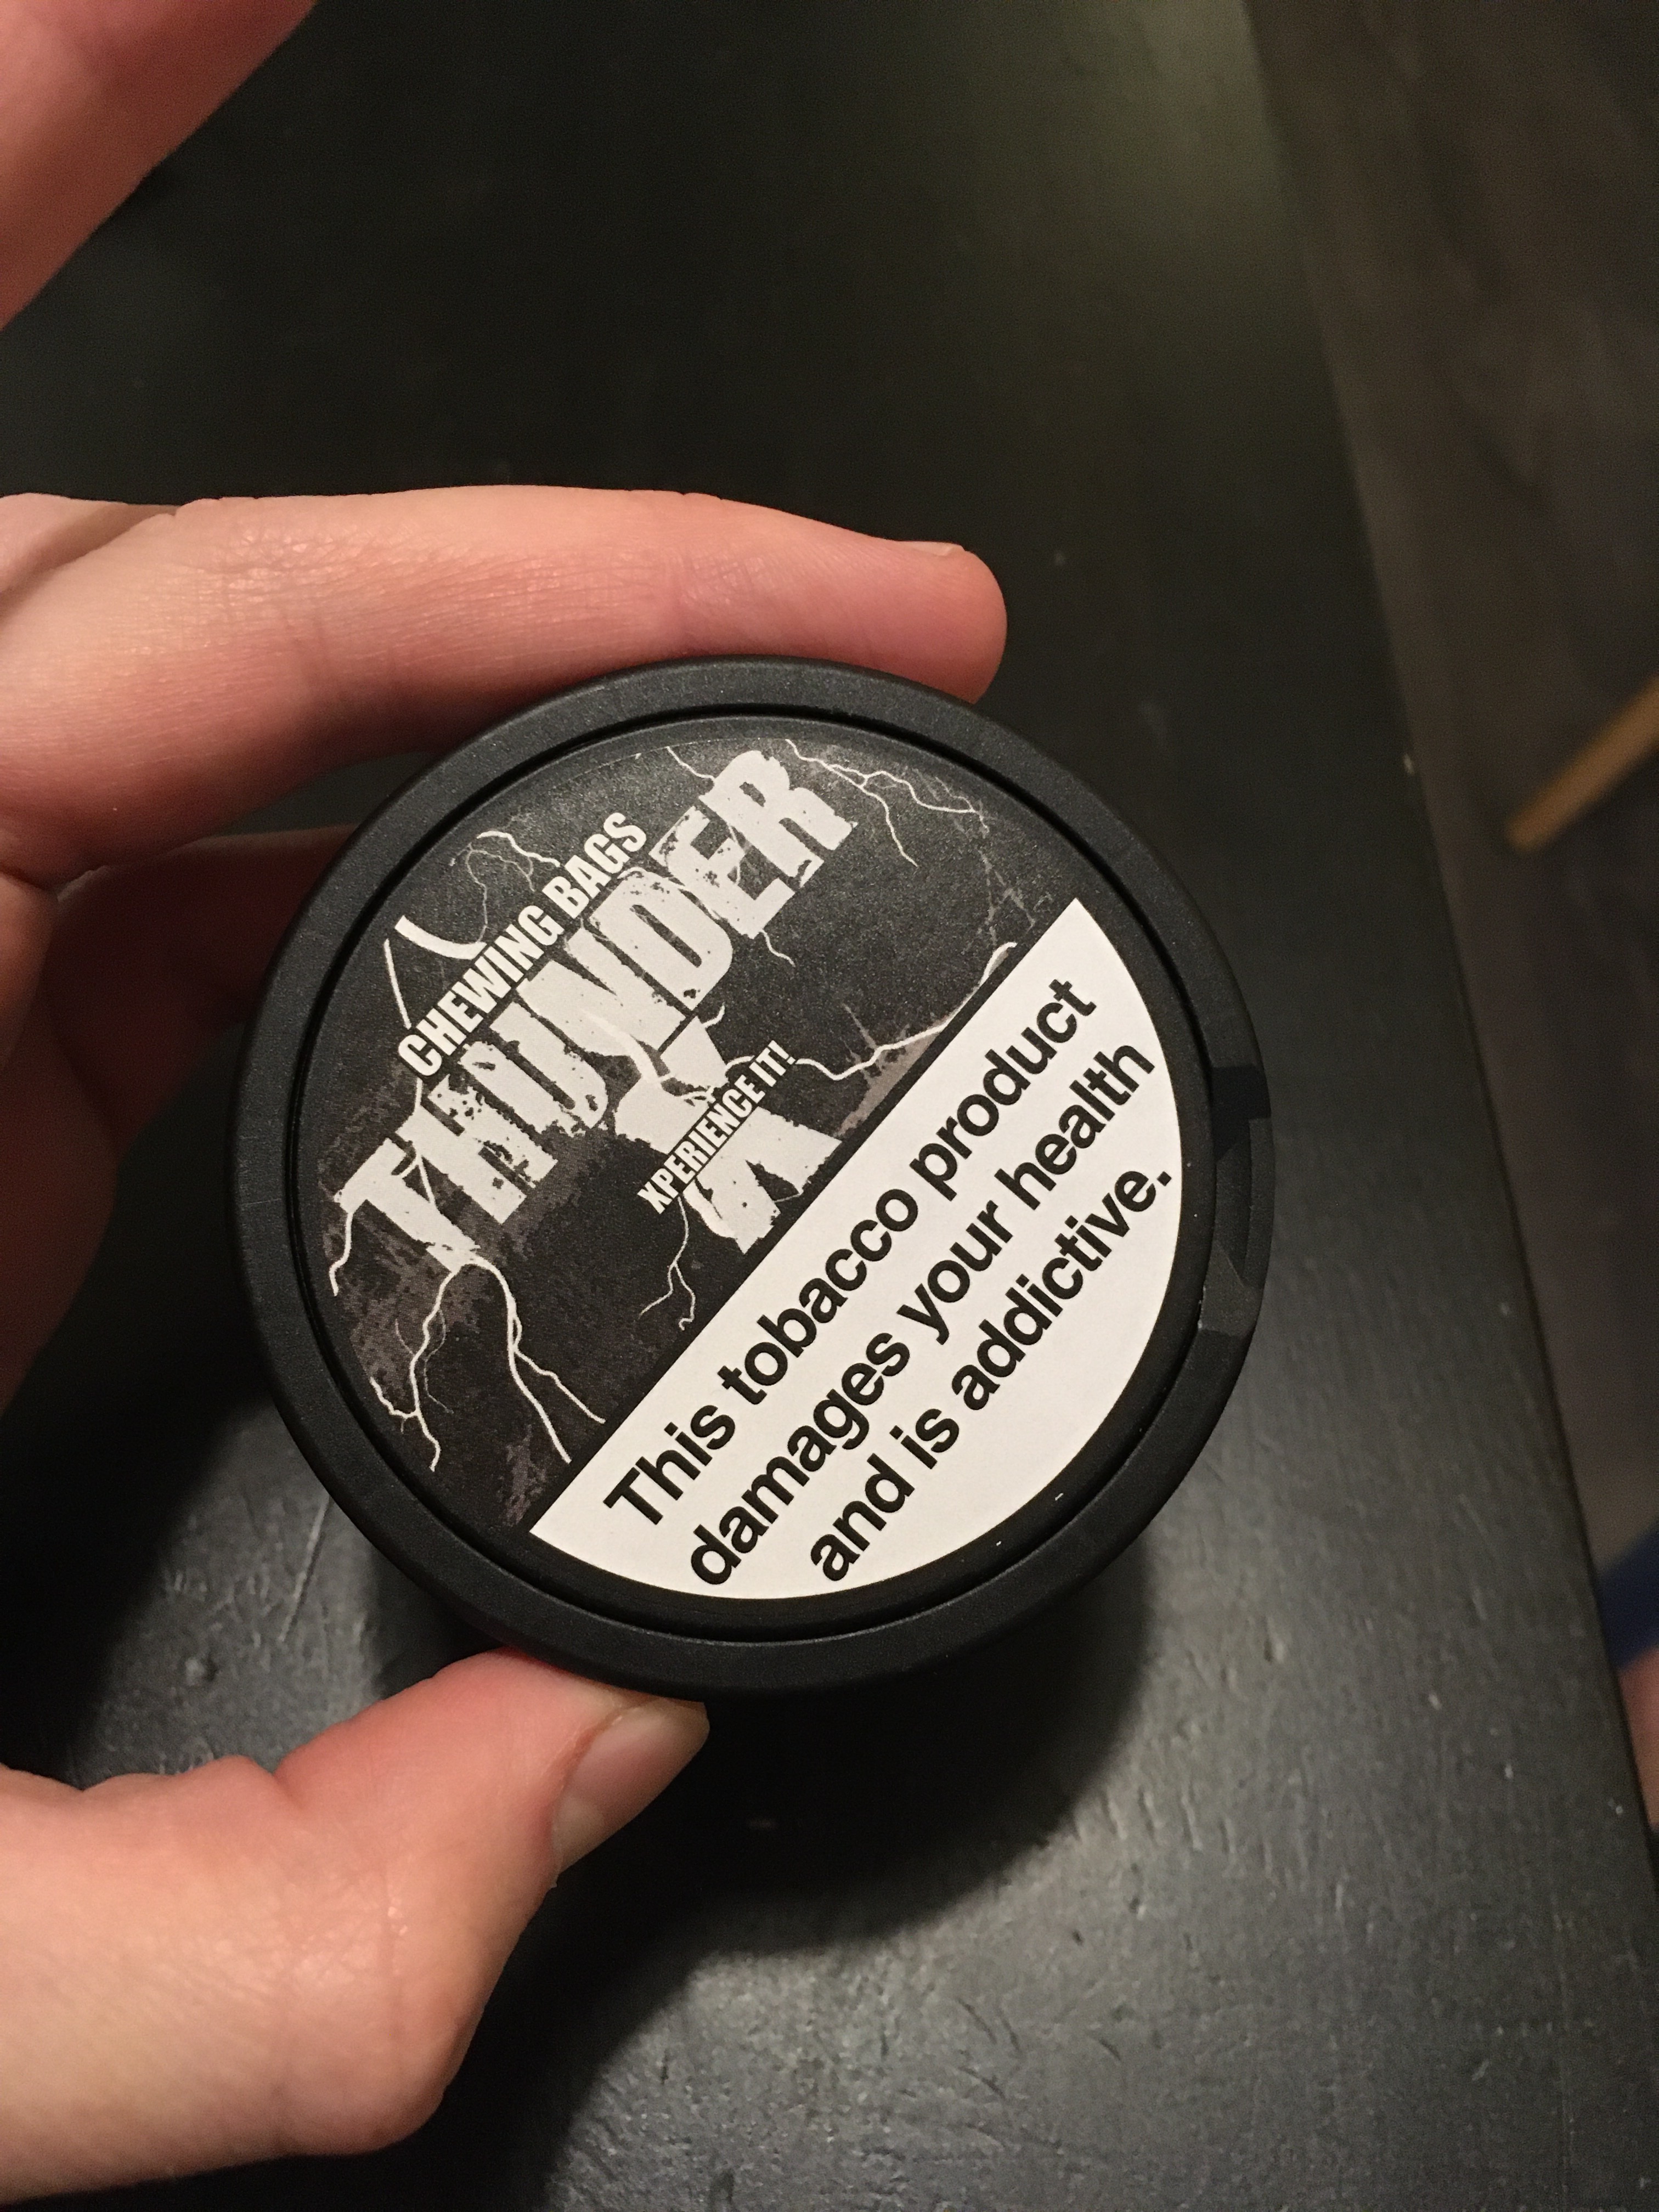 CHEWING BAGS
THUNDER
X
XPERIENCE IT!
This tobacco product
damages your health
and is addictive.